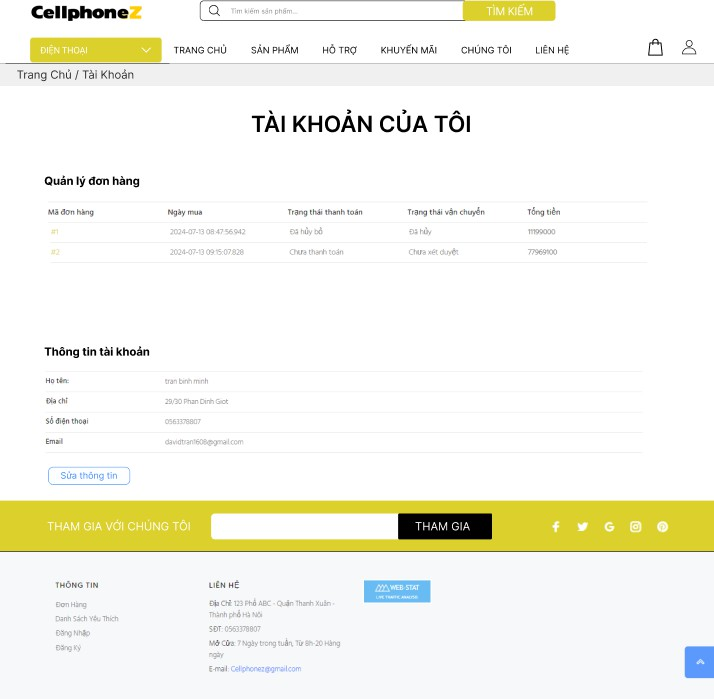 CellphoneZ
Tìm kiếm sản phẩm...
TÌM KIẾM
ĐIỆN THOẠI
TRANG CHỦ SẢN PHẨM HỖ TRỢ KHUYẾN MÃI CHÚNG TÔI LIÊN HỆ
Trang Chủ / Tài Khoản
TÀI KHOẢN CỦA TÔI
Quản lý đơn hàng
Mã đơn hàng Ngày mua Trạng thái thanh toán Trạng thái vận chuyển Tổng tiền
#1 2024-07-13 08:47:56.942 Đã hủy bỏ Đã hủy 11199000
#2 2024-07-13 09:15:07.828 Chưa thanh toán Chưa xét duyệt 77969100
Thông tin tài khoản
Họ tên: tran binh minh
Địa chỉ 29/30 Phan Dinh Giot
Số điện thoại 0563378807
Email davidtran1608@gmail.com
Sửa thông tin
THAM GIA VỚI CHÚNG TÔI THAM GIA
THÔNG TIN
Đơn Hàng
Danh Sách Yêu Thích
Đăng Nhập
Đăng Ký
LIÊN HỆ
Địa Chỉ: 123 Phố ABC - Quận Thanh Xuân -
Thành phố Hà Nôi
SĐT: 0563378807
Mở Cửa: 7 Ngày trong tuần, Từ 8h-20 Hàng
ngày
E-mail: Cellphonez@gmail.com
WEB-STAT
LIVE TRAFFIC ANALYSIS